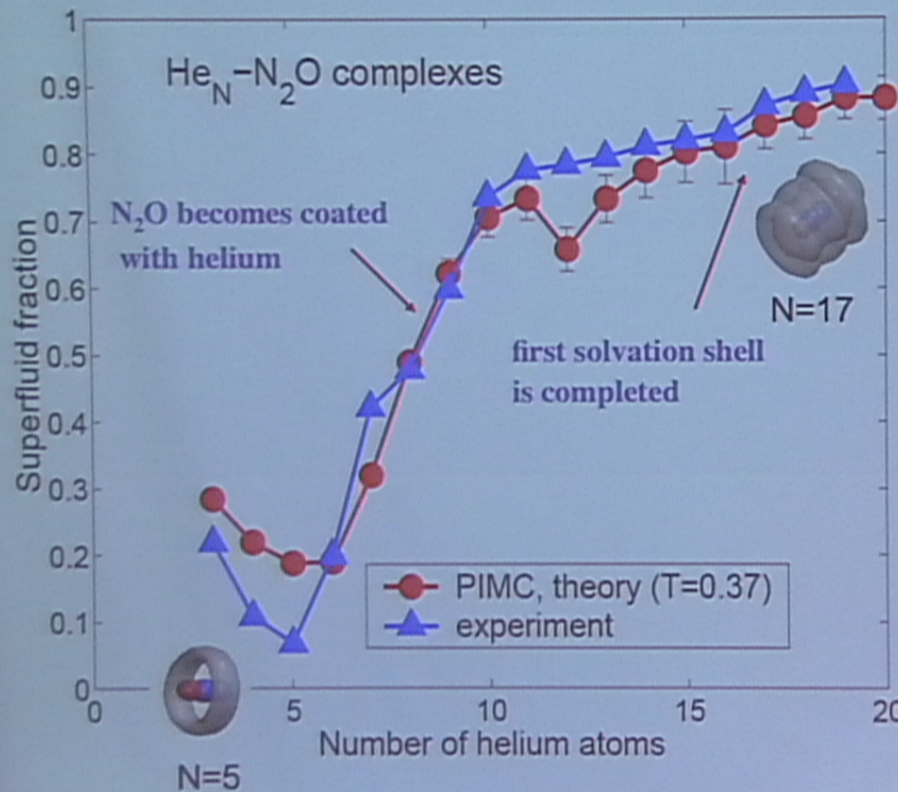 He_N−N₂O complexes
N₂O becomes coated
with helium
first solvation shell
is completed
N=17
N=5
PIMC, theory (T=0.37)
experiment
Superfluid fraction
1
0.9
0.8
0.7
0.6
0.5
0.4
0.3
0.2
0.1
0
0 5 10 15 20
Number of helium atoms